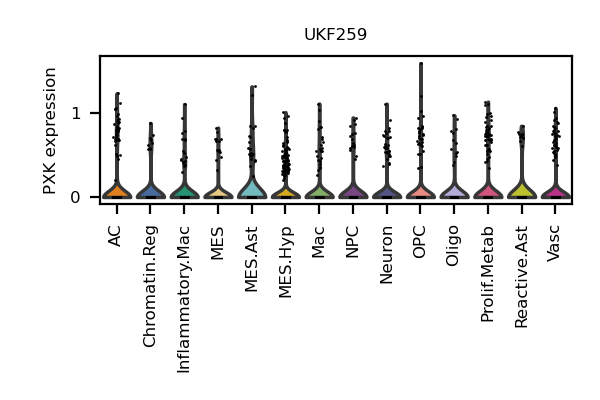 UKF259
PXK expression
1
0
AC
Chromatin.Reg
Inflammatory.Mac
MES
MES.Ast
MES.Hyp
Mac
NPC
Neuron
OPC
Oligo
Prolif.Metab
Reactive.Ast
Vasc